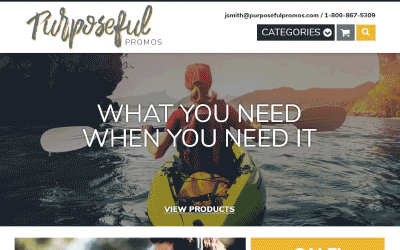 Purposeful
PROMOS
jsmith@purposefulpromos.com / 1-800-867-5309
CATEGORIES
WHAT YOU NEED
WHEN YOU NEED IT
VIEW PRODUCTS